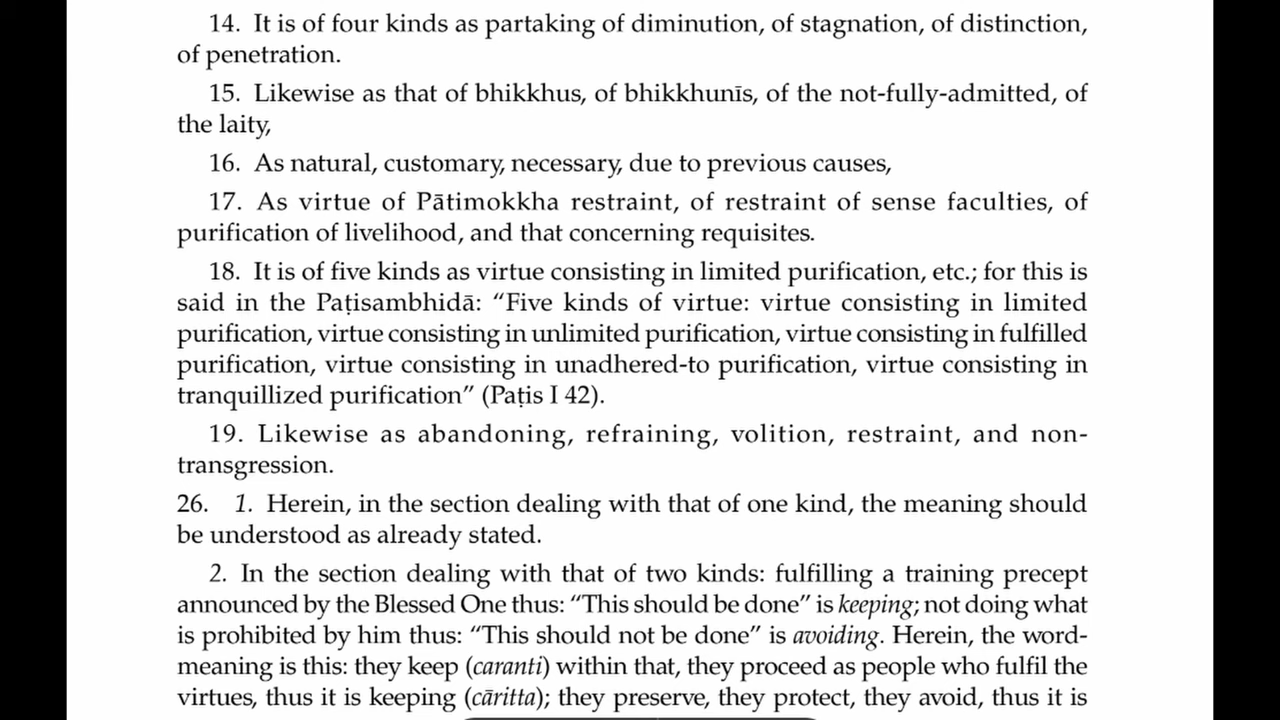 14. It is of four kinds as partaking of diminution, of stagnation, of distinction,
of penetration.
15. Likewise as that of bhikkhus, of bhikkhunīs, of the not-fully-admitted, of
the laity,
16. As natural, customary, necessary, due to previous causes,
17. As virtue of Pātimokkha restraint, of restraint of sense faculties, of
purification of livelihood, and that concerning requisites.
18. It is of five kinds as virtue consisting in limited purification, etc.; for this is
said in the Paṭisambhidā: “Five kinds of virtue: virtue consisting in limited
purification, virtue consisting in unlimited purification, virtue consisting in fulfilled
purification, virtue consisting in unadhered-to purification, virtue consisting in
tranquillized purification” (Paṭis I 42).
19. Likewise as abandoning, refraining, volition, restraint, and non-
transgression.
26. 1. Herein, in the section dealing with that of one kind, the meaning should
be understood as already stated.
2. In the section dealing with that of two kinds: fulfilling a training precept
announced by the Blessed One thus: “This should be done” is keeping; not doing what
is prohibited by him thus: “This should not be done” is avoiding. Herein, the word-
meaning is this: they keep (caranti) within that, they proceed as people who fulfil the
virtues, thus it is keeping (cāritta); they preserve, they protect, they avoid, thus it is